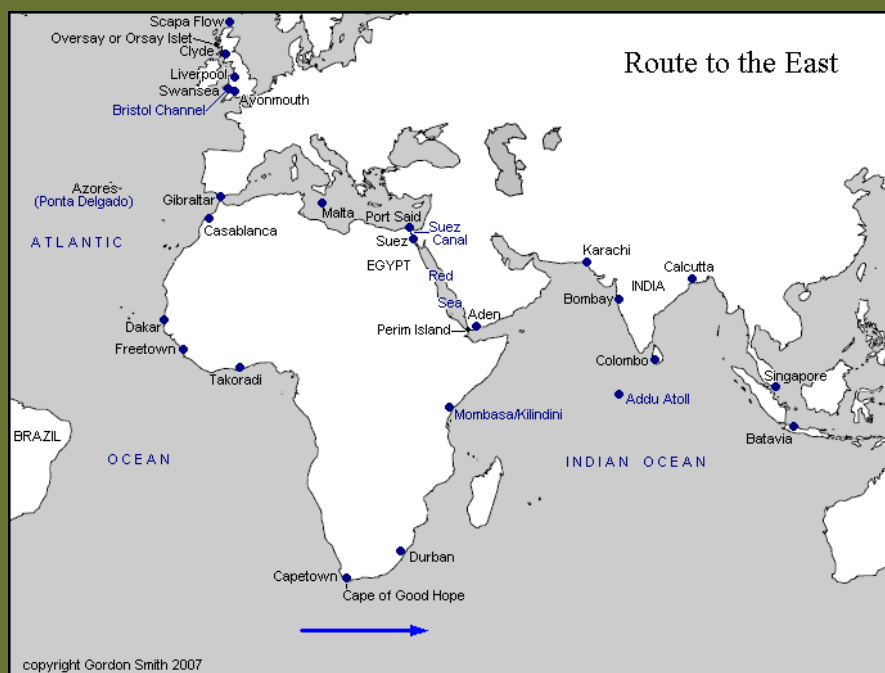 Scapa Flow
Route to the East
Oversay or Orsay Islet
Clyde
Liverpool
Swansea
Avonmouth
Bristol Channel
Azores
(Ponta Delgado)
Gibraltar
Malta
Port Said
Suez
Canal
Casablanca
Suez
ATLANTIC
EGYPT
Karachi
Calcutta
Red
Sea
INDIA
Bombay
Aden
Perim Island
Dakar
Freetown
Takoradi
Colombo
Singapore
Addu Atoll
Mombasa/Kilindini
Batavia
BRAZIL
OCEAN
INDIAN OCEAN
Durban
Capetown
Cape of Good Hope
copyright Gordon Smith 2007